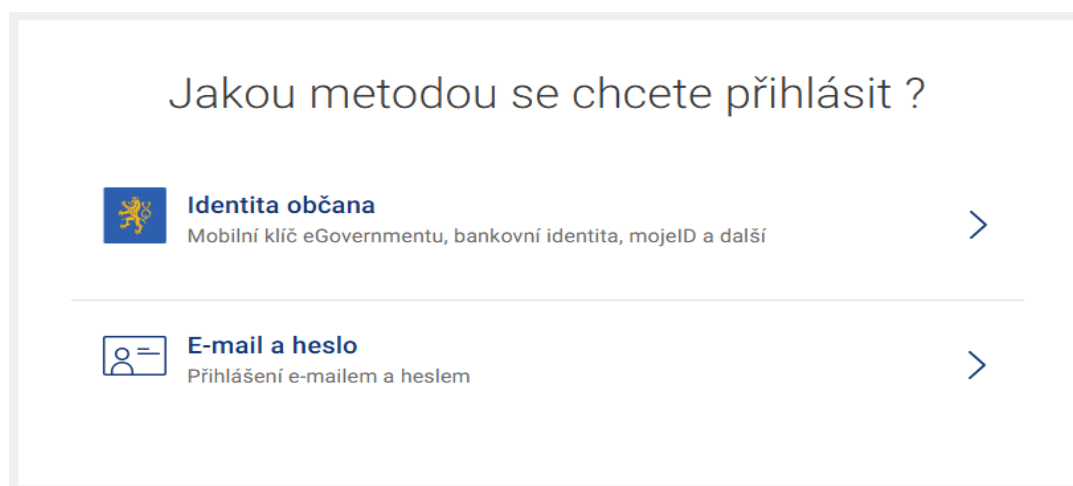 Jakou metodou se chcete přihlásit ?
Identita občana
Mobilní klíč eGovernmentu, bankovní identita, mojeID a další
E-mail a heslo
Přihlášení e-mailem a heslem